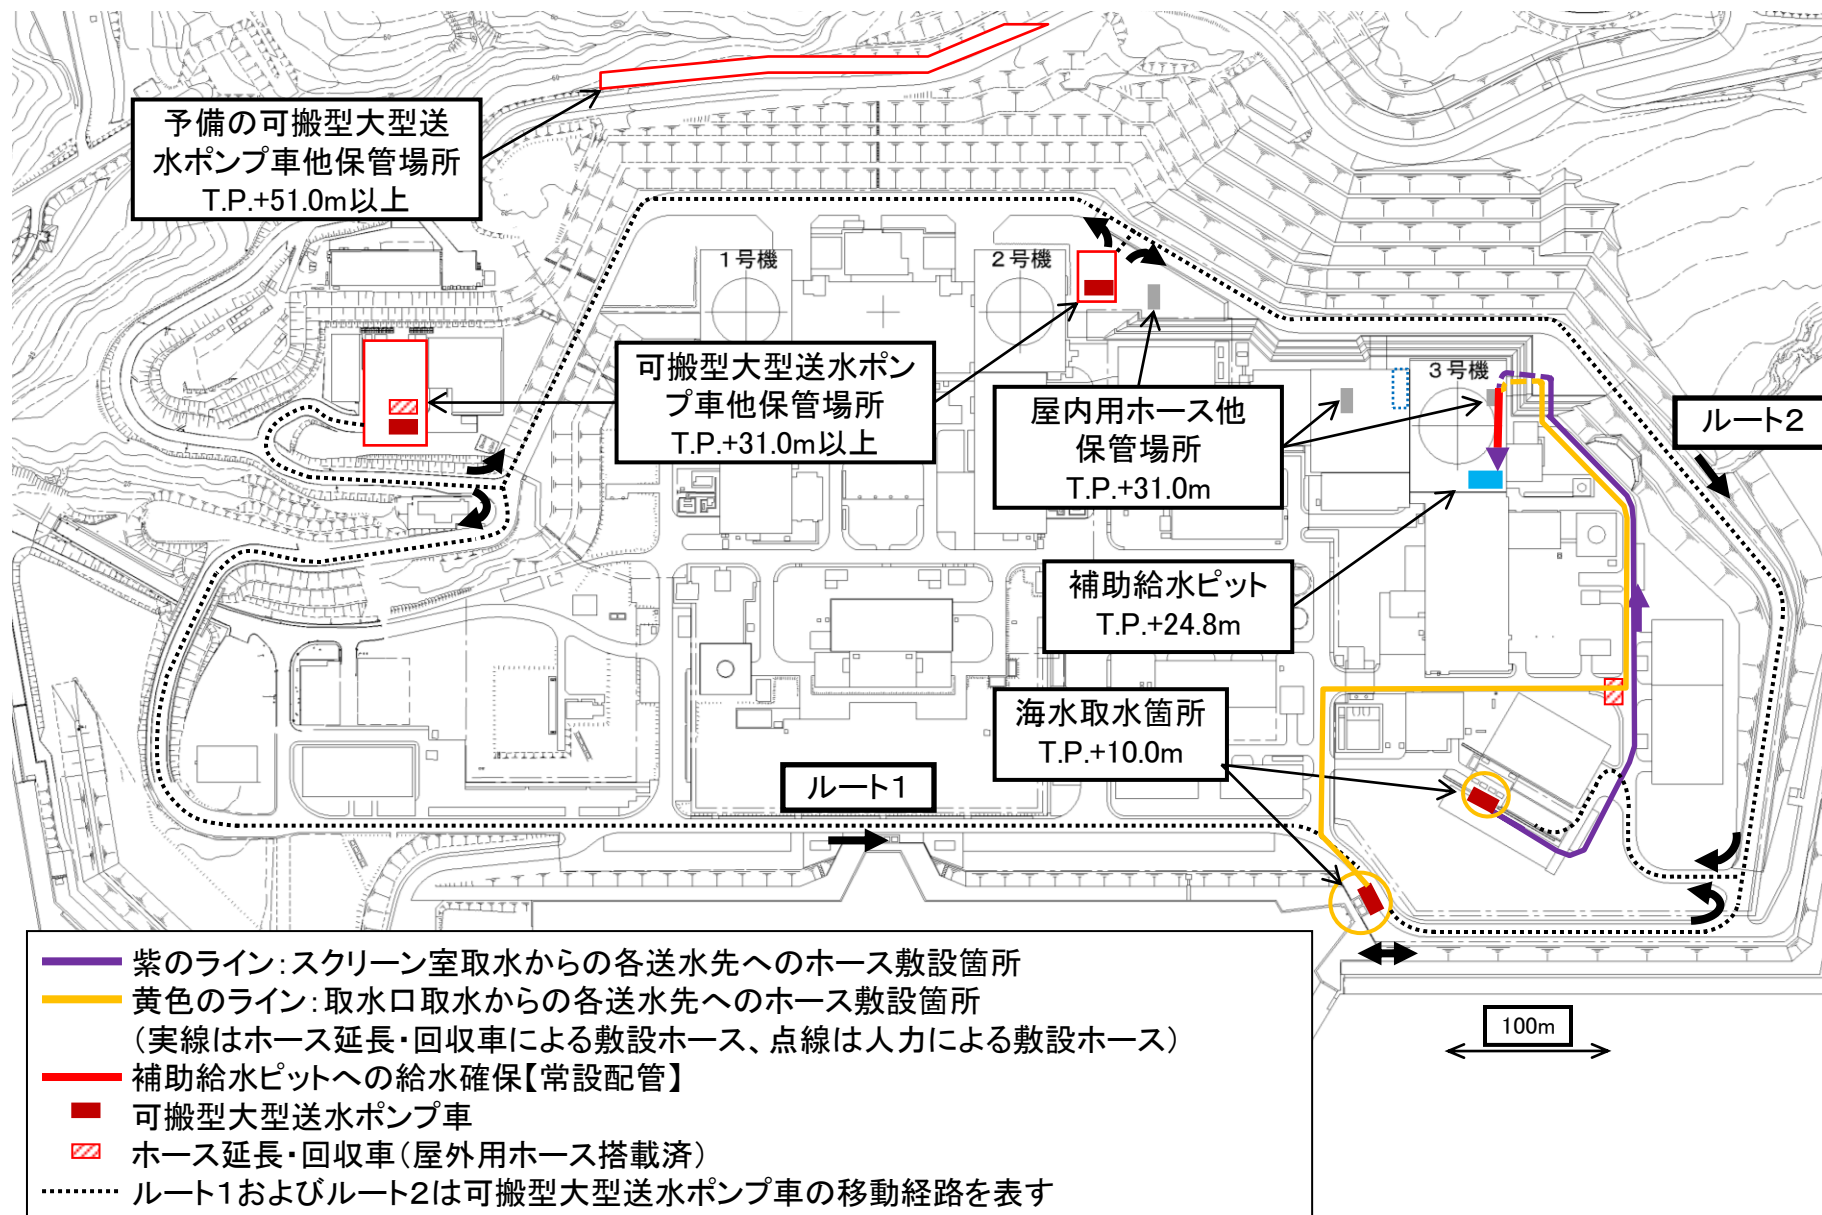 予備の可搬型大型送
水ポンプ車他保管場所
T.P.+51.0m以上
1号機
2号機
可搬型大型送水ポン
プ車他保管場所
T.P.+31.0m以上
屋内用ホース他
保管場所
T.P.+31.0m
3号機
ルート2
補助給水ピット
T.P.+24.8m
海水取水箇所
T.P.+10.0m
ルート1
紫のライン:スクリーン室取水からの各送水先へのホース敷設箇所
黄色のライン:取水口取水からの各送水先へのホース敷設箇所
(実線はホース延長・回収車による敷設ホース、点線は人力による敷設ホース)
補助給水ピットへの給水確保【常設配管】
可搬型大型送水ポンプ車
ホース延長・回収車(屋外用ホース搭載済)
ルート1およびルート2は可搬型大型送水ポンプ車の移動経路を表す
100m